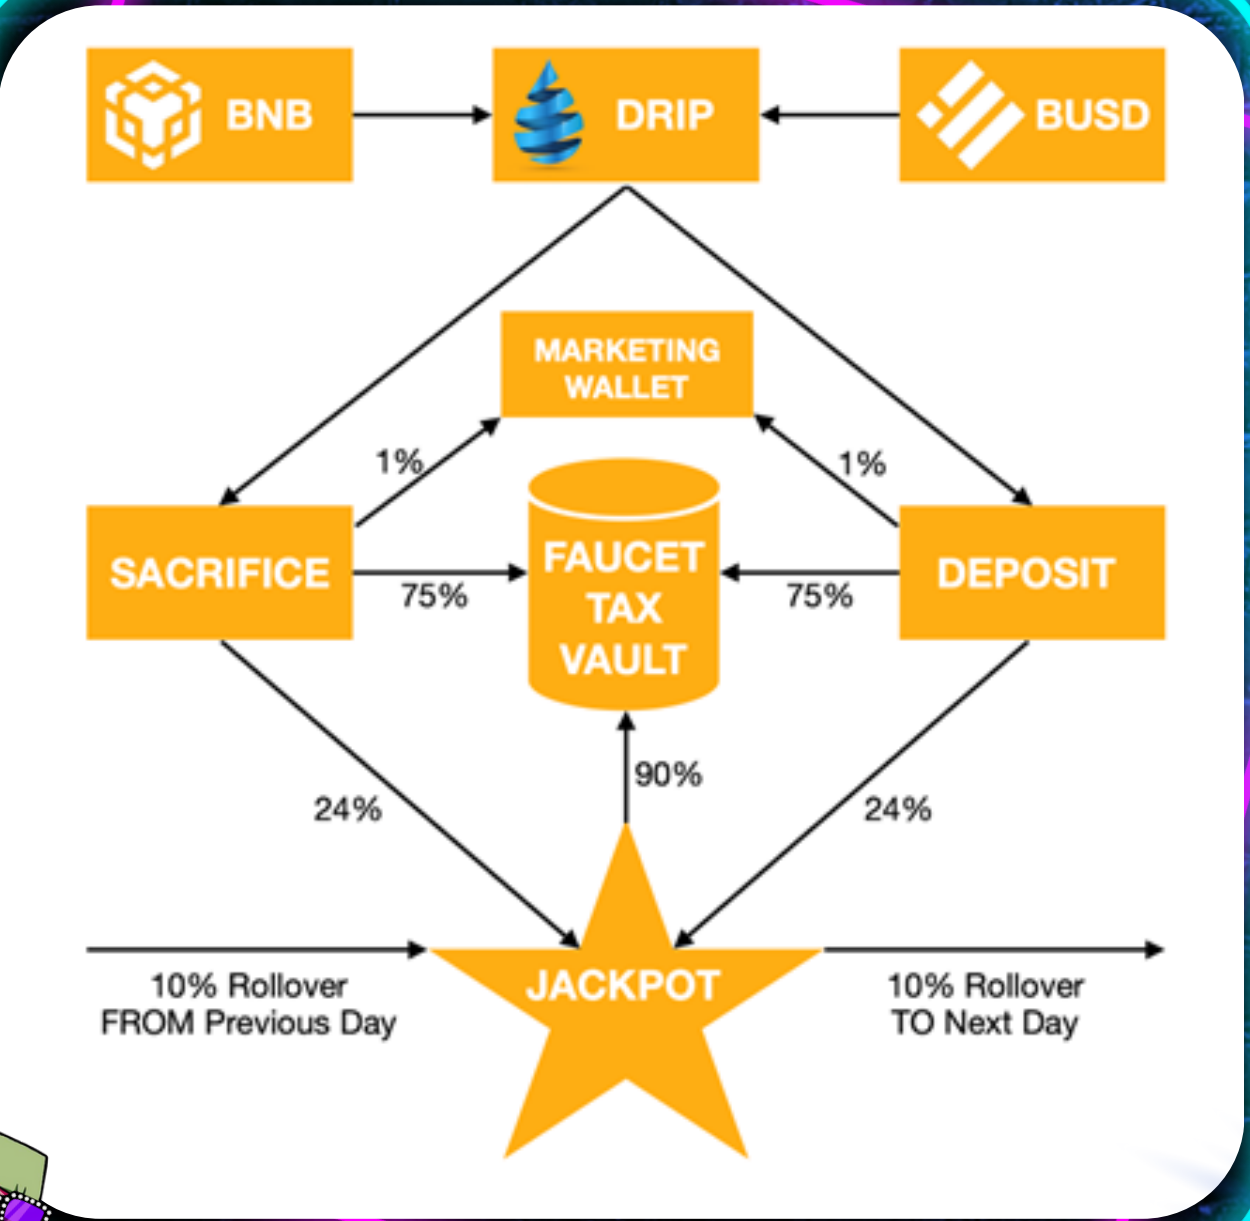 BNB
DRIP
BUSD
MARKETING
WALLET
1%
1%
SACRIFICE
FAUCET
TAX
VAULT
DEPOSIT
75%
75%
90%
24%
24%
JACKPOT
10% Rollover
FROM Previous Day
10% Rollover
TO Next Day